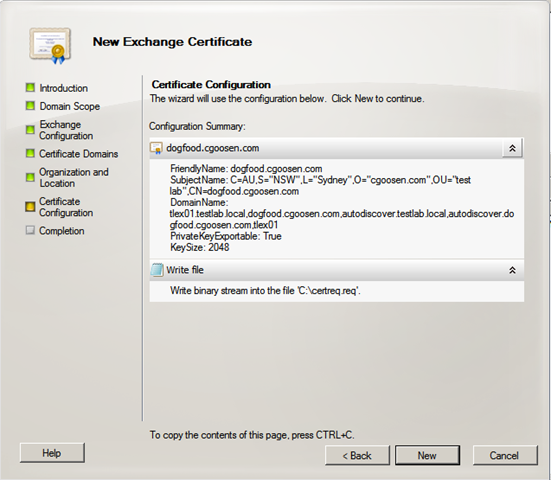 New Exchange Certificate
Introduction
Domain Scope
Exchange
Configuration
Certificate Domains
Organization and
Location
Certificate
Configuration
Completion
Certificate Configuration
The wizard will use the configuration below. Click New to continue.
Configuration Summary:
dogfood.cgoosen.com
FriendlyName: dogfood.cgoosen.com
SubjectName: C=AU,S="NSW",L="Sydney",O="cgoosen.com",OU="test
lab",CN=dogfood.cgoosen.com
DomainName:
tlex01.testlab.local,dogfood.cgoosen.com,autodiscover.testlab.local,autodiscover.do
gfood.cgoosen.com,tlex01
PrivateKeyExportable: True
KeySize: 2048
Write file
Write binary stream into the file 'C:\certreq.req'.
To copy the contents of this page, press CTRL+C.
Help
< Back
New
Cancel